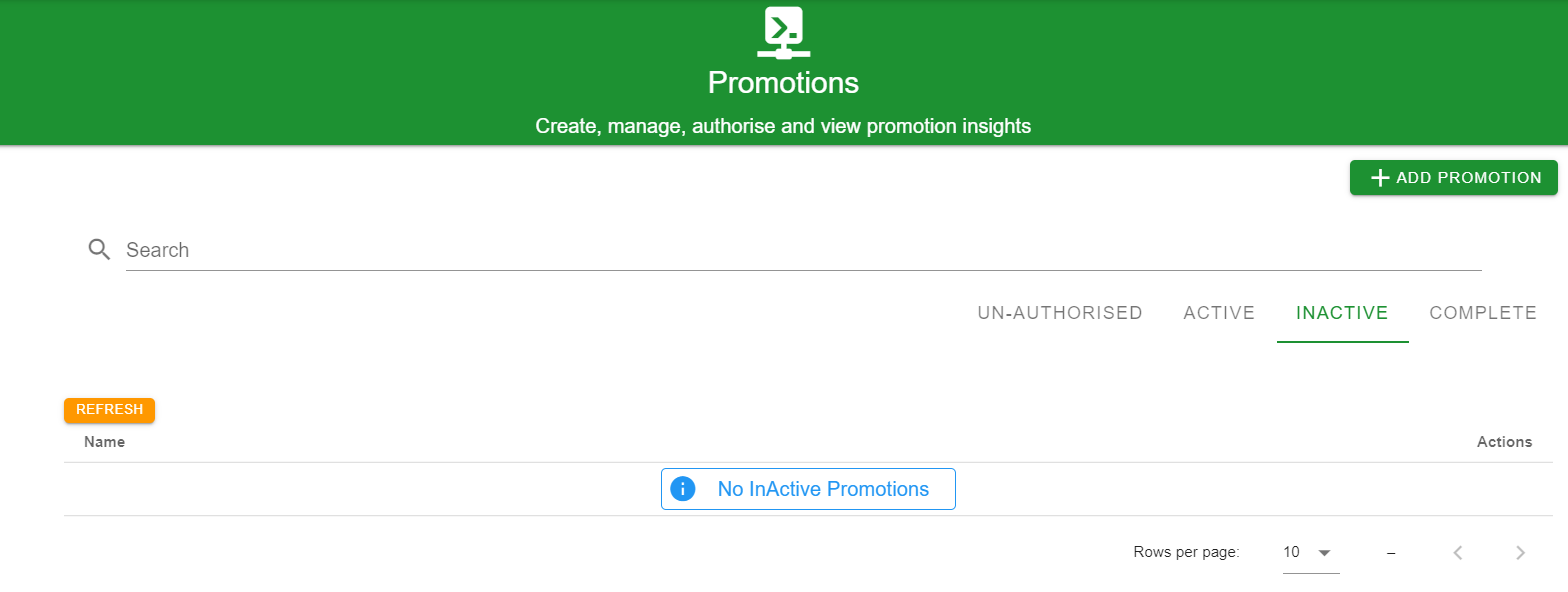 Promotions
Create, manage, authorise and view promotion insights
ADD PROMOTION
Search
UN-AUTHORISED ACTIVE INACTIVE COMPLETE
REFRESH
Name Actions
No InActive Promotions
Rows per page: 10 –